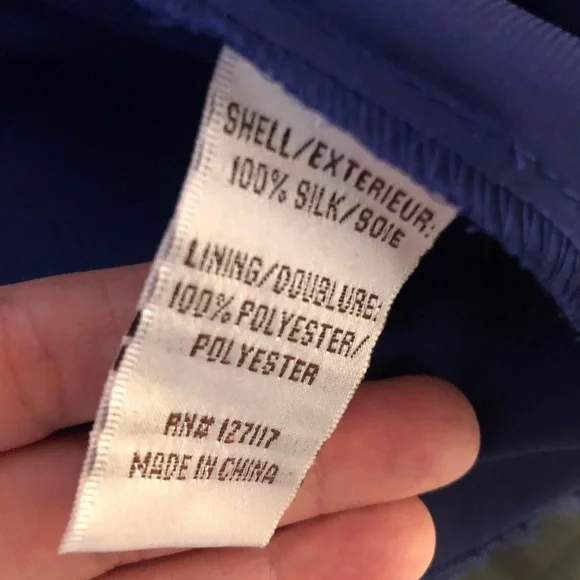 SHELL/EXTERIEUR:
100% SILK/SOIE
LINING/DOUBLURE:
100% POLYESTER/
POLYESTER
RN# 127117
MADE IN CHINA